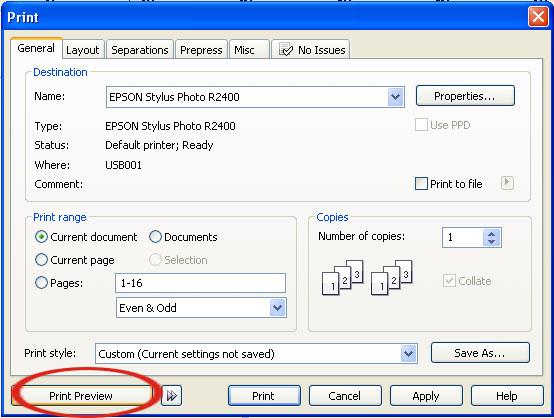 Print
General Layout Separations Prepress Misc No Issues
Destination
Name: EPSON Stylus Photo R2400 Properties...
Type: EPSON Stylus Photo R2400 Use PPD
Status: Default printer; Ready
Where: USB001
Comment: Print to file
Print range Copies
Current document Documents Number of copies: 1
Current page Selection
1 2 3 1 2 3 Collate
Pages: 1-16
Even & Odd
Print style: Custom (Current settings not saved) Save As...
Print Preview Print Cancel Apply Help